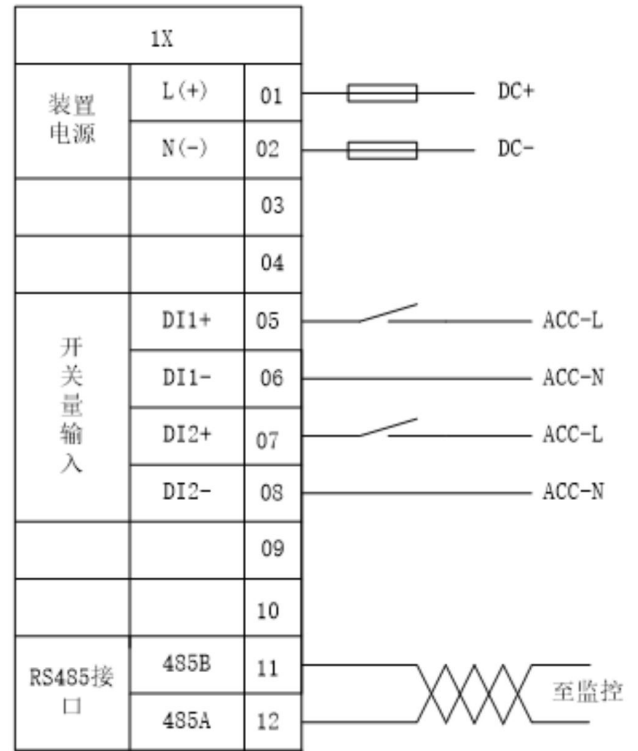 1X
装置
电源
L(+)
01
DC+
N(-)
02
DC-
03
04
开
关
量
输
入
DI1+
05
ACC-L
DI1-
06
ACC-N
DI2+
07
ACC-L
DI2-
08
ACC-N
09
10
RS485接
口
485B
11
485A
12
至监控